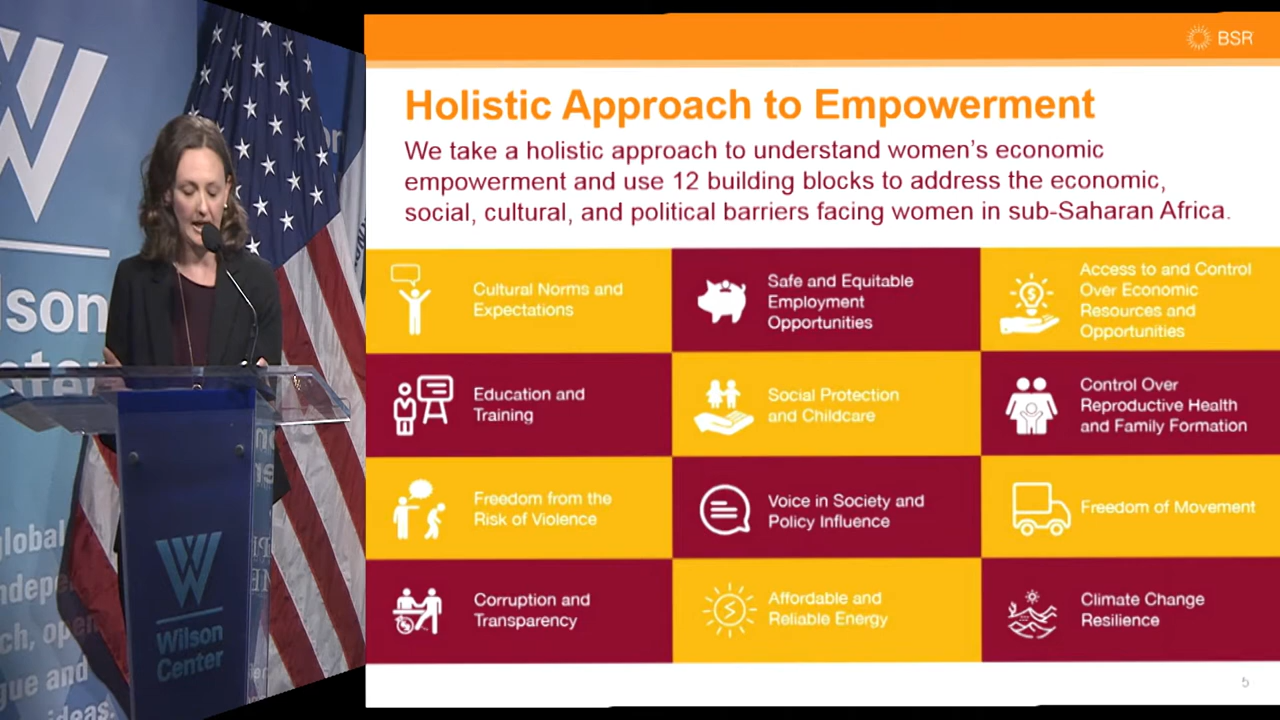 BSR
Holistic Approach to Empowerment
We take a holistic approach to understand women's economic
empowerment and use 12 building blocks to address the economic,
social, cultural, and political barriers facing women in sub-Saharan Africa.
Cultural Norms and
Expectations
Safe and Equitable
Employment
Opportunities
Access to and Control
Over Economic
Resources and
Opportunities
Education and
Training
Social Protection
and Childcare
Control Over
Reproductive Health
and Family Formation
Freedom from the
Risk of Violence
Voice in Society and
Policy Influence
Freedom of Movement
Corruption and
Transparency
Affordable and
Reliable Energy
Climate Change
Resilience
5
Wilson
Center
global
and
ideas.